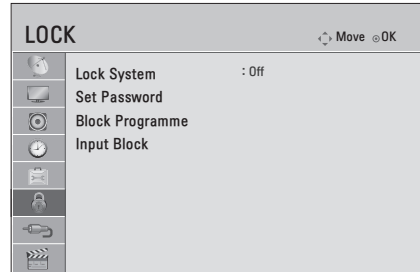 LOCK
Move OK
Lock System : Off
Set Password
Block Programme
Input Block